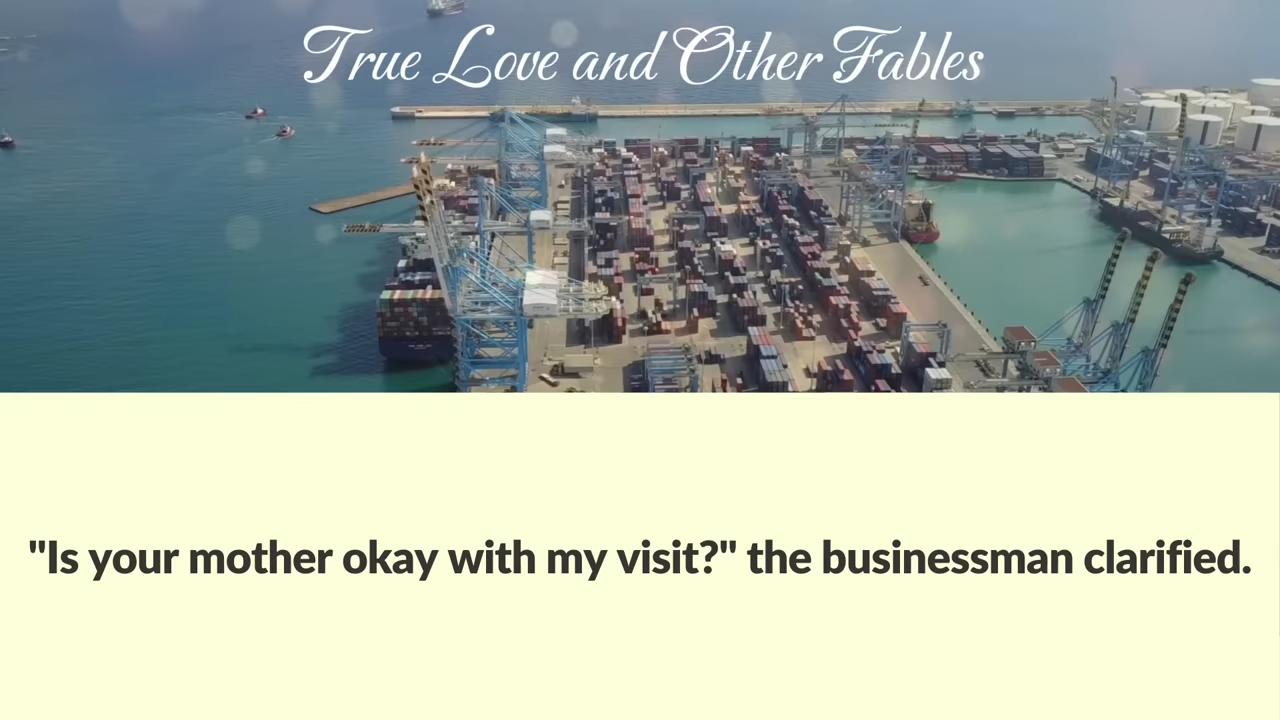 True Love and Other Fables
"Is your mother okay with my visit?" the businessman clarified.